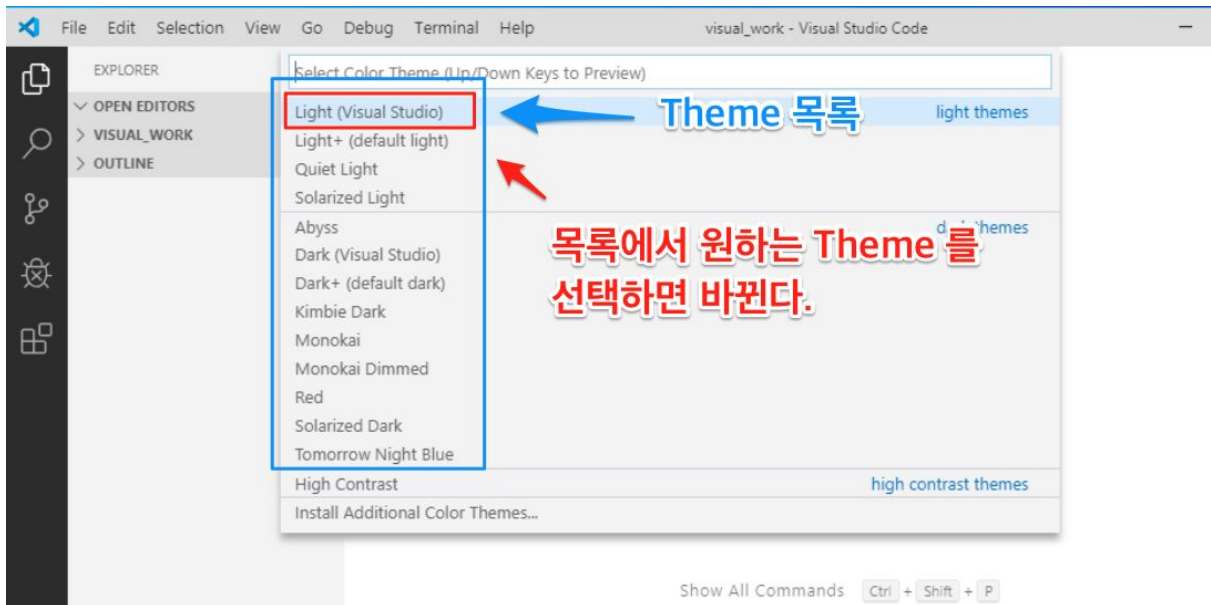 File Edit Selection View Go Debug Terminal Help visual_work - Visual Studio Code
EXPLORER
OPEN EDITORS
VISUAL_WORK
OUTLINE
Select Color Theme (Up/Down Keys to Preview)
Light (Visual Studio) light themes
Theme 목록
Light+ (default light)
Quiet Light
Solarized Light
Abyss dark themes
Dark (Visual Studio)
Dark+ (default dark)
Kimbie Dark
Monokai
Monokai Dimmed
Red
Solarized Dark
Tomorrow Night Blue
목록에서 원하는 Theme 를
선택하면 바뀐다.
High Contrast high contrast themes
Install Additional Color Themes...
Show All Commands Ctrl + Shift + P